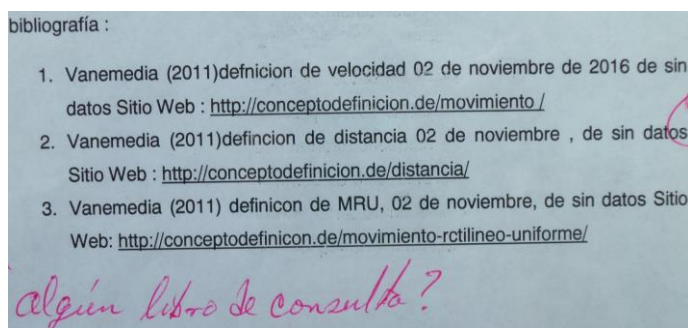 bibliografía :
1. Vanemedia (2011)defnicion de velocidad 02 de noviembre de 2016 de sin
datos Sitio Web : http://conceptodefinicion.de/movimiento /
2. Vanemedia (2011)defincion de distancia 02 de noviembre , de sin datos
Sitio Web : http://conceptodefinicion.de/distancia/
3. Vanemedia (2011) definicon de MRU, 02 de noviembre, de sin datos Sitio
Web: http://conceptodefinicon.de/movimiento-rctilineo-uniforme/
algún libro de consulta?